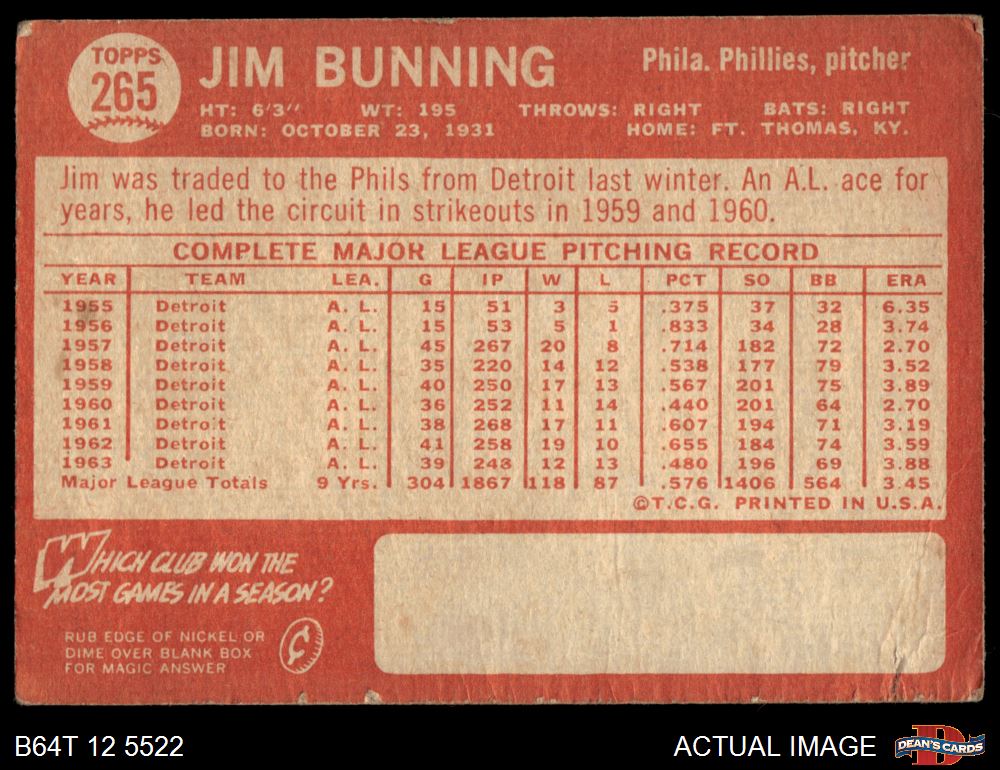 TOPPS
265
JIM BUNNING
Phila. Phillies, pitcher
HT: 6'3" WT: 195 THROWS: RIGHT BATS: RIGHT
BORN: OCTOBER 23, 1931 HOME: FT. THOMAS, KY.
Jim was traded to the Phils from Detroit last winter. An A.L. ace for
years, he led the circuit in strikeouts in 1959 and 1960.
COMPLETE MAJOR LEAGUE PITCHING RECORD
YEAR TEAM LEA. G IP W L PCT SO BB ERA
1955 Detroit A. L. 15 51 3 5 .375 37 32 6.35
1956 Detroit A. L. 15 53 5 1 .833 34 28 3.74
1957 Detroit A. L. 45 267 20 8 .714 182 72 2.70
1958 Detroit A. L. 35 220 14 12 .538 177 79 3.52
1959 Detroit A. L. 40 250 17 13 .567 201 75 3.89
1960 Detroit A. L. 36 252 11 14 .440 201 64 2.70
1961 Detroit A. L. 38 268 17 11 .607 194 71 3.19
1962 Detroit A. L. 41 258 19 10 .655 184 74 3.59
1963 Detroit A. L. 39 248 12 13 .480 196 69 3.88
Major League Totals 9 Yrs. 304 1867 118 87 .576 1406 564 3.45
©T.C.G. PRINTED IN U.S.A.
WHICH CLUB WON THE
MOST GAMES IN A SEASON?
RUB EDGE OF NICKEL OR
DIME OVER BLANK BOX
FOR MAGIC ANSWER
¢
B64T 12 5522
ACTUAL IMAGE
D
DEAN'S CARDS